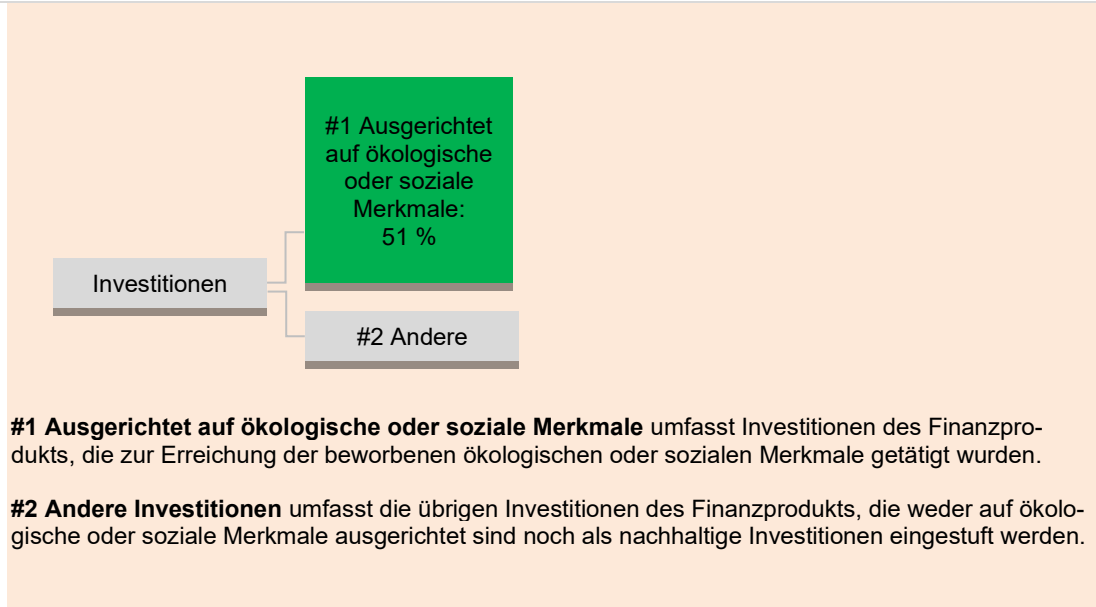 #1 Ausgerichtet
auf ökologische
oder soziale
Merkmale:
51 %
Investitionen
#2 Andere
#1 Ausgerichtet auf ökologische oder soziale Merkmale umfasst Investitionen des Finanzpro-
dukts, die zur Erreichung der beworbenen ökologischen oder sozialen Merkmale getätigt wurden.
#2 Andere Investitionen umfasst die übrigen Investitionen des Finanzprodukts, die weder auf ökolo-
gische oder soziale Merkmale ausgerichtet sind noch als nachhaltige Investitionen eingestuft werden.